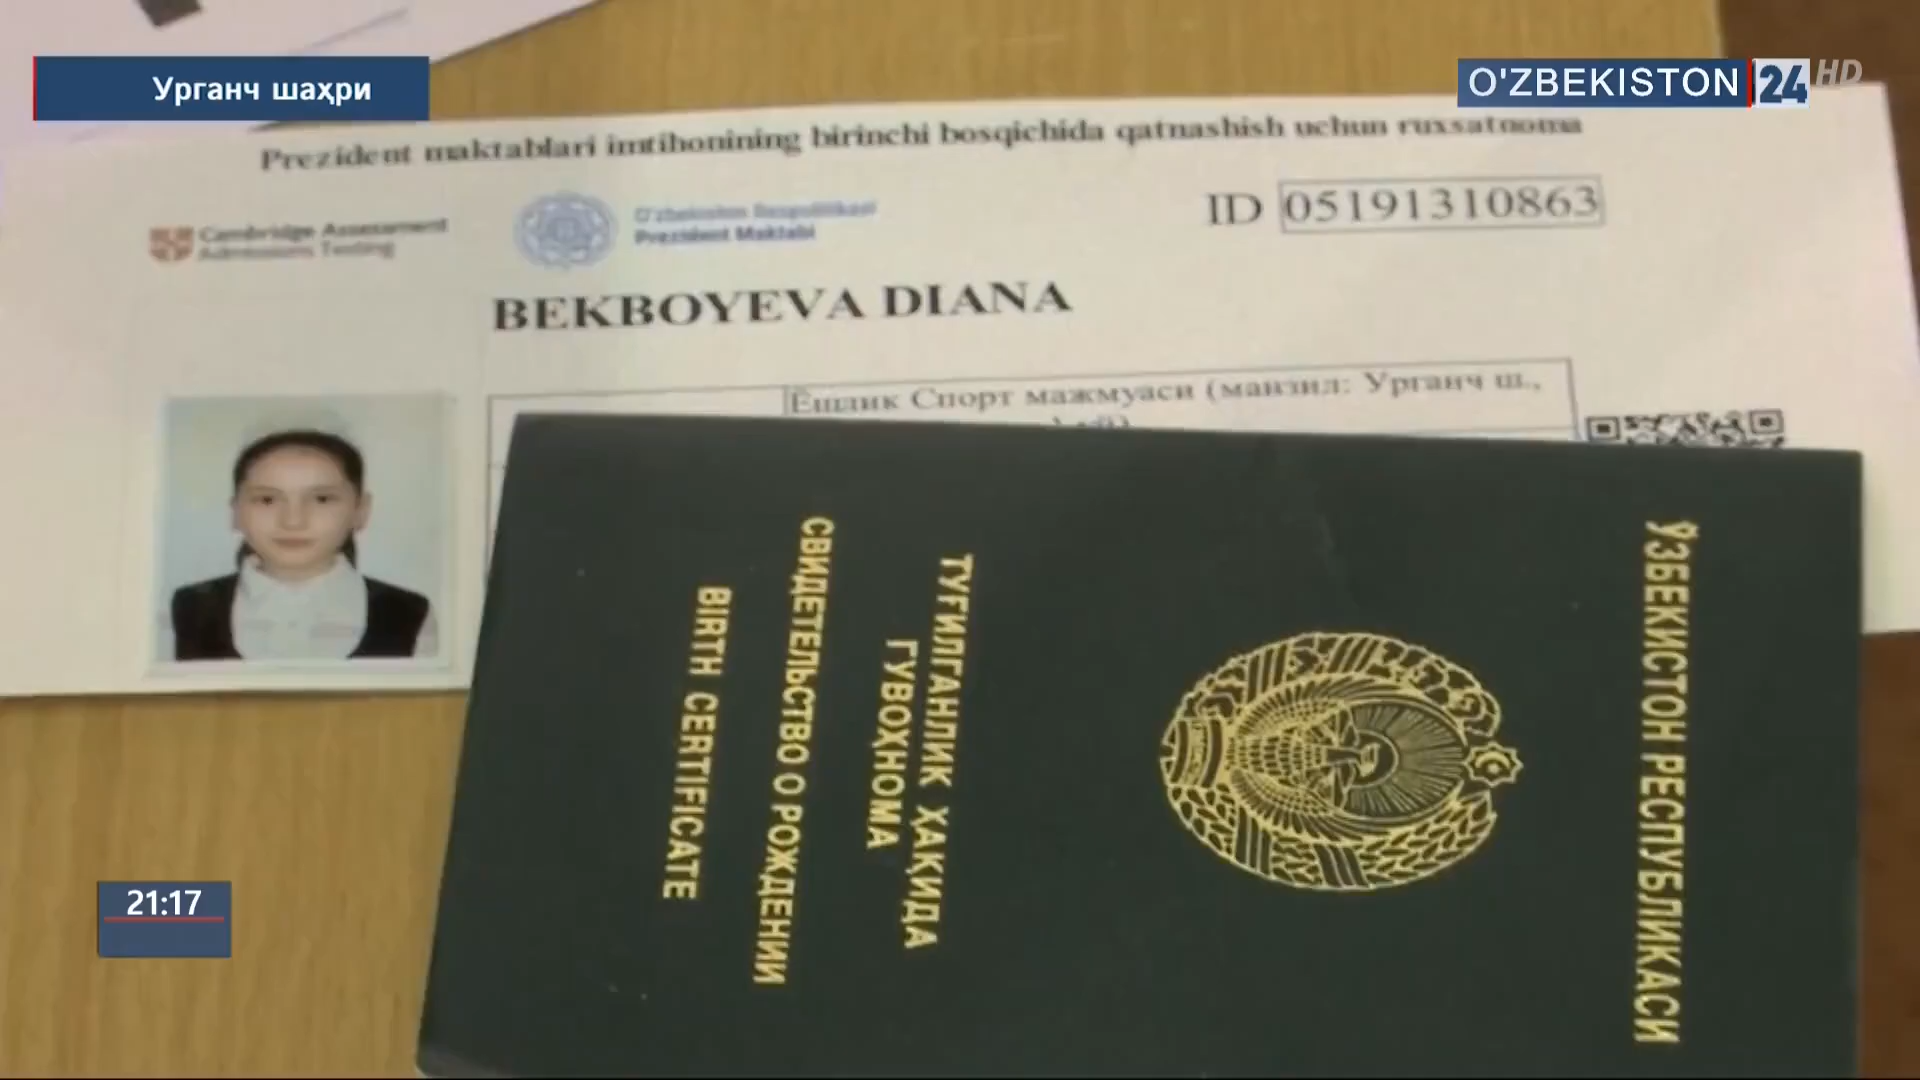 Урганч шаҳри
O'ZBEKISTON 24 HD
Prezident maktablari imtihonining birinchi bosqichida qatnashish uchun ruxsatnoma
Cambridge Assessment
Admissions Testing
O'zbekiston Respublikasi
Prezident Maktabi
ID 05191310863
BEKBOYEVA DIANA
Ёшлик Спорт мажмуаси (манзил: Урганч ш.,
ЎЗБЕКИСТОН РЕСПУБЛИКАСИ
ТУҒИЛГАНЛИК ҲАҚИДА
ГУВОҲНОМА
СВИДЕТЕЛЬСТВО О РОЖДЕНИИ
BIRTH CERTIFICATE
21:17